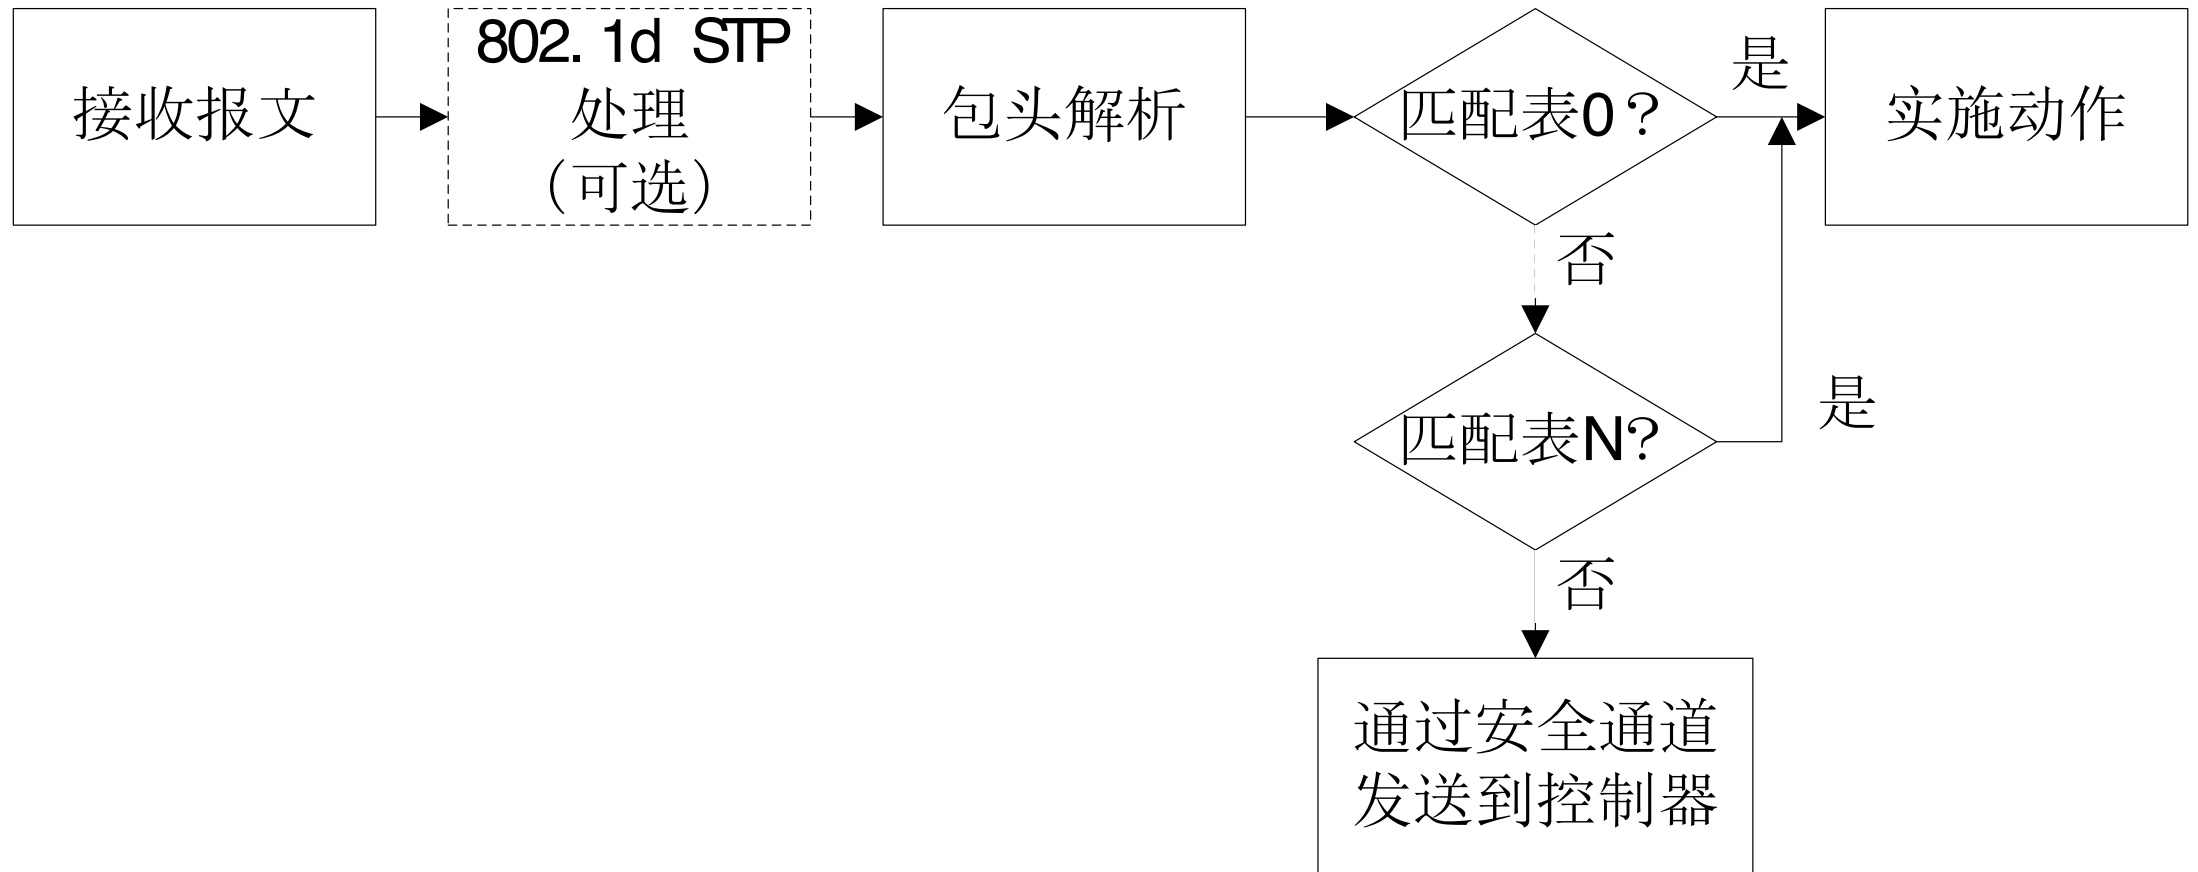 接收报文
802.1d STP
处理
（可选）
包头解析
匹配表0？
是
实施动作
否
匹配表N?
是
否
通过安全通道
发送到控制器